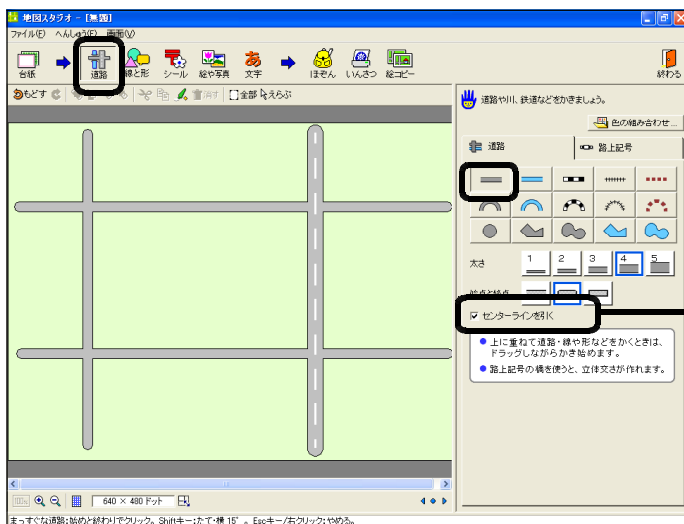 地図スタジオ - [無題]
ファイル(F) へんしゅう(E) 画面(V)
台紙 道路 線と形 シール 絵や写真 文字 ほぞん いんさつ 絵コピー 終わる
もどす 消す 全部 えらぶ
道路や川、鉄道などをかきましょう。
色の組み合わせ...
道路 路上記号
太さ 1 2 3 4 5
始点と終点
センターラインを引く
● 上に重ねて道路・線や形などをかくときは、
ドラッグしながらかき始めます。
● 路上記号の橋を使うと、立体交さが作れます。
100% 640 × 480 ドット
まっすぐな道路:始めと終わりでクリック。Shiftキー:たて・横 15°。Escキー/右クリック:やめる。